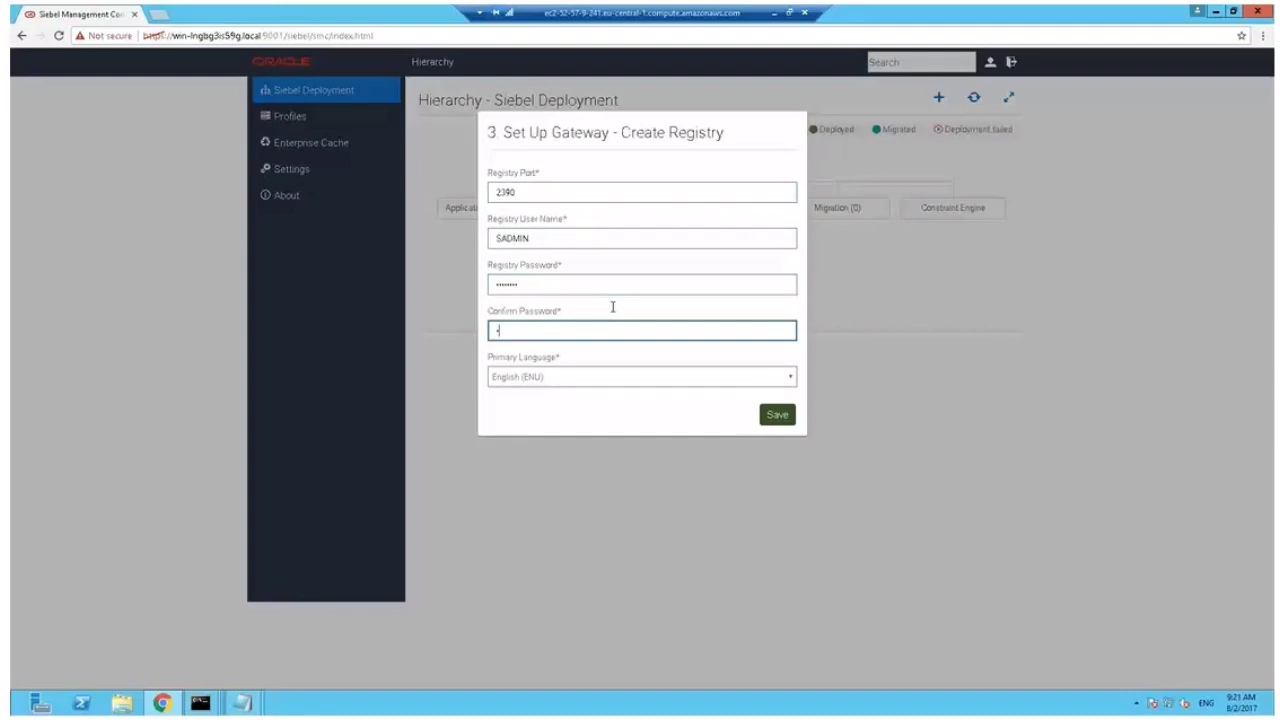 Siebel Management Con
ec2-52-57-9-241.eu-central-1.compute.amazonaws.com
Not secure | https://win-lngbg3is59g.local:9001/siebel/smc/index.html
ORACLE
Hierarchy
Search
Siebel Deployment
Profiles
Enterprise Cache
Settings
About
Hierarchy - Siebel Deployment
Deployed
Migrated
Deployment failed
Applicati
Migration (0)
Constraint Engine
3. Set Up Gateway - Create Registry
Registry Port*
2390
Registry User Name*
SADMIN
Registry Password*
••••••••
Confirm Password*
•
Primary Language*
English (ENU)
Save
ENG
9:21 AM
8/2/2017